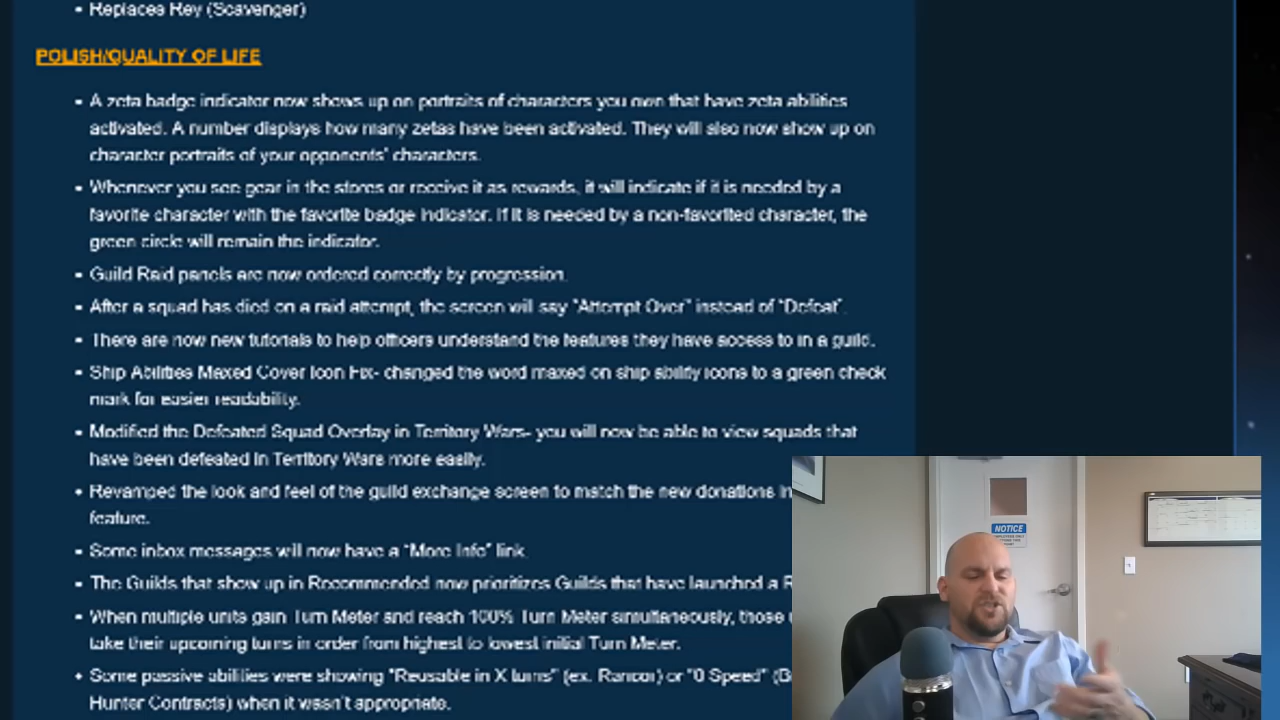 Replaces Rey (Scavenger)
POLISH/QUALITY OF LIFE
A zeta badge indicator now shows up on portraits of characters you own that have zeta abilities
activated. A number displays how many zetas have been activated. They will also now show up on
character portraits of your opponents' characters.
Whenever you see gear in the stores or receive it as rewards, it will indicate if it is needed by a
favorite character with the favorite badge indicator. If it is needed by a non-favorited character, the
green circle will remain the indicator.
Guild Raid panels are now ordered correctly by progression.
After a squad has died on a raid attempt, the screen will say "Attempt Over" instead of "Defeat".
There are now new tutorials to help officers understand the features they have access to in a guild.
Ship Abilities Maxed Cover Icon Fix- changed the word maxed on ship ability icons to a green check
mark for easier readability.
Modified the Defeated Squad Overlay in Territory Wars- you will now be able to view squads that
have been defeated in Territory Wars more easily.
Revamped the look and feel of the guild exchange screen to match the new donations in
feature.
Some inbox messages will now have a "More Info" link.
The Guilds that show up in Recommended now prioritizes Guilds that have launched a R
When multiple units gain Turn Meter and reach 100% Turn Meter simultaneously, those
take their upcoming turns in order from highest to lowest initial Turn Meter.
Some passive abilities were showing "Reusable in X turns" (ex. Rancor) or "0 Speed" (B
Hunter Contracts) when it wasn't appropriate.
NOTICE